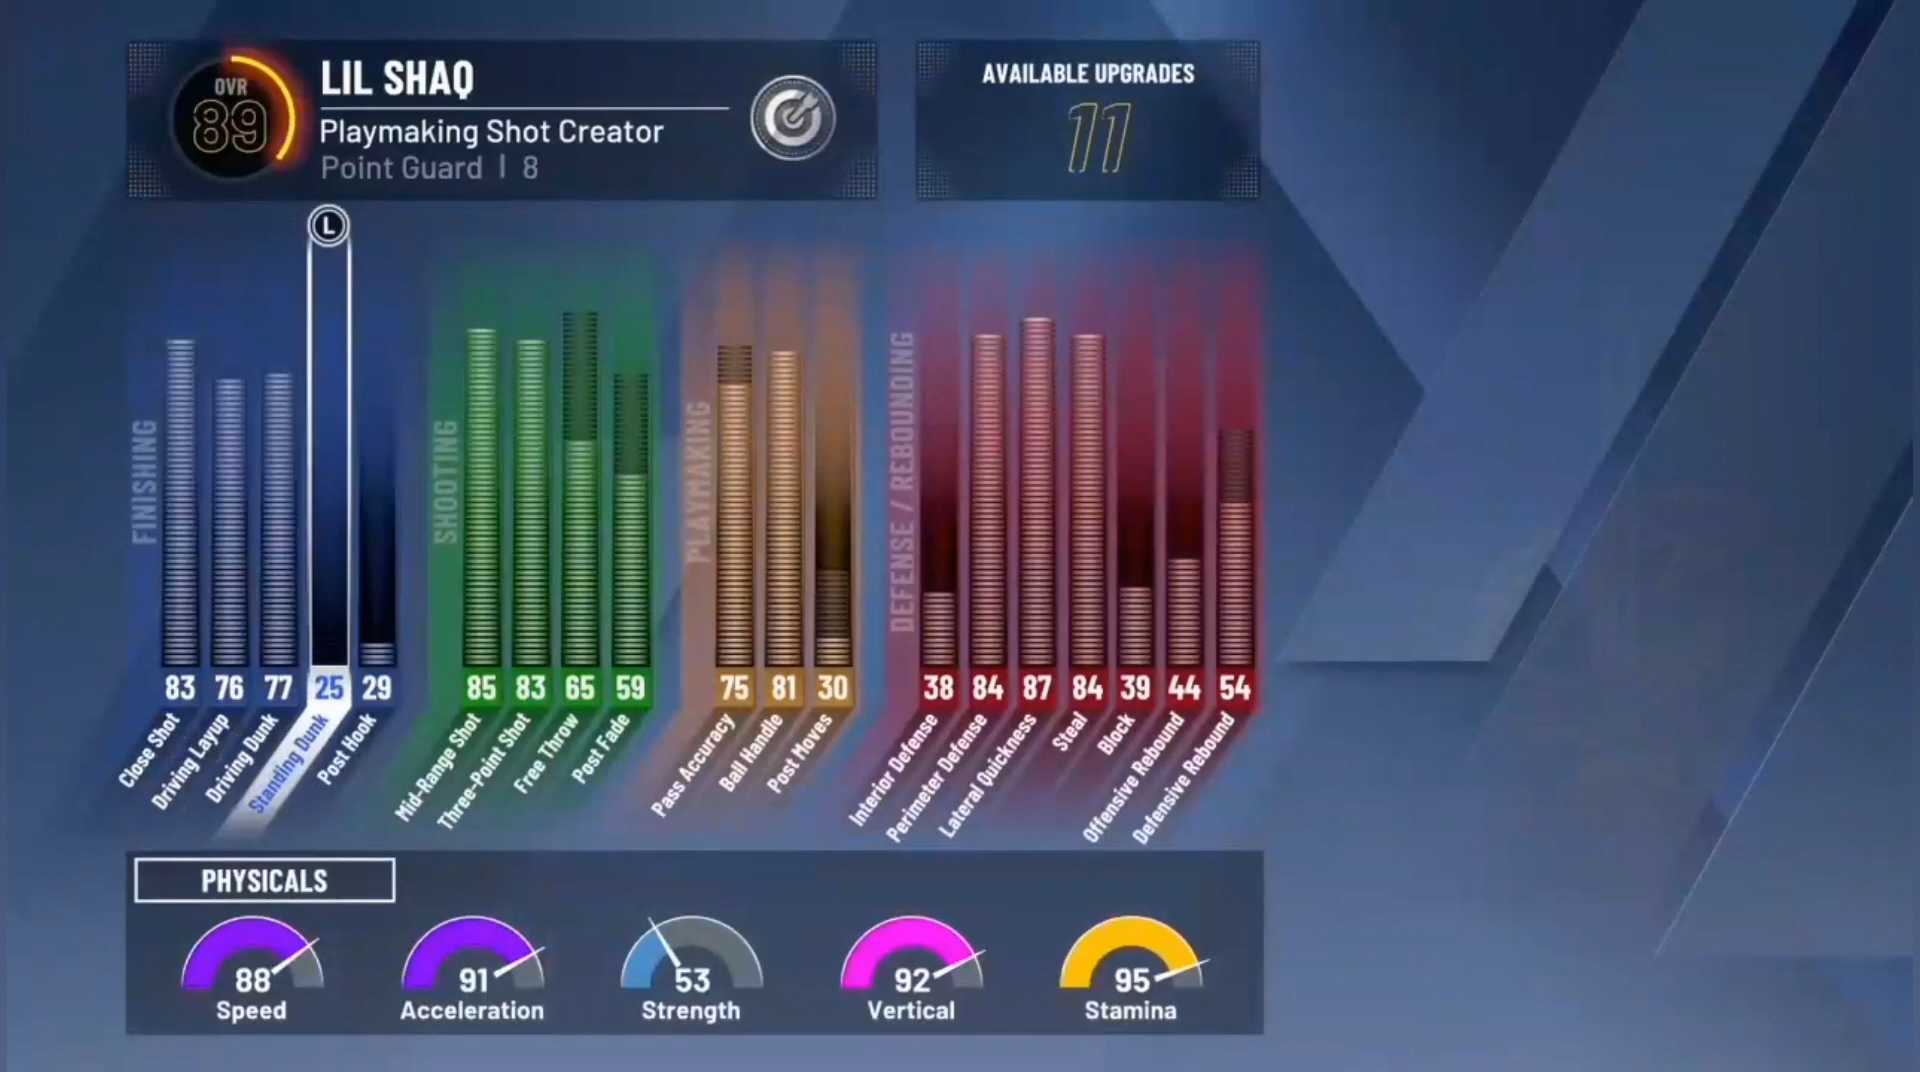 OVR
89
LIL SHAQ
Playmaking Shot Creator
Point Guard | 8
AVAILABLE UPGRADES
11
L
FINISHING
83 76 77 25 29
Close Shot
Driving Layup
Driving Dunk
Standing Dunk
Post Hook
SHOOTING
85 83 65 59
Mid-Range Shot
Three-Point Shot
Free Throw
Post Fade
PLAYMAKING
75 81 30
Pass Accuracy
Ball Handle
Post Moves
DEFENSE / REBOUNDING
38 84 87 84 39 44 54
Interior Defense
Perimeter Defense
Lateral Quickness
Steal
Block
Offensive Rebound
Defensive Rebound
PHYSICALS
88
Speed
91
Acceleration
53
Strength
92
Vertical
95
Stamina